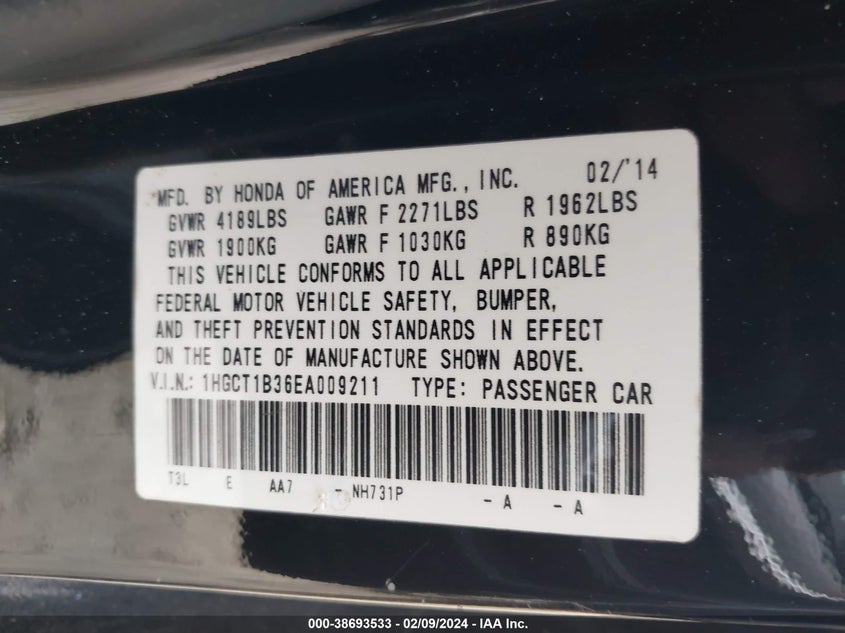 MFD. BY HONDA OF AMERICA MFG., INC. 02/'14
GVWR 4189LBS GAWR F 2271LBS R 1962LBS
GVWR 1900KG GAWR F 1030KG R 890KG
THIS VEHICLE CONFORMS TO ALL APPLICABLE
FEDERAL MOTOR VEHICLE SAFETY, BUMPER,
AND THEFT PREVENTION STANDARDS IN EFFECT
ON THE DATE OF MANUFACTURE SHOWN ABOVE.
V.I.N.: 1HGCT1B36EA009211 TYPE: PASSENGER CAR
T3L E AA7 - NH731P - A - A
000-38693533 - 02/09/2024 - IAA Inc.